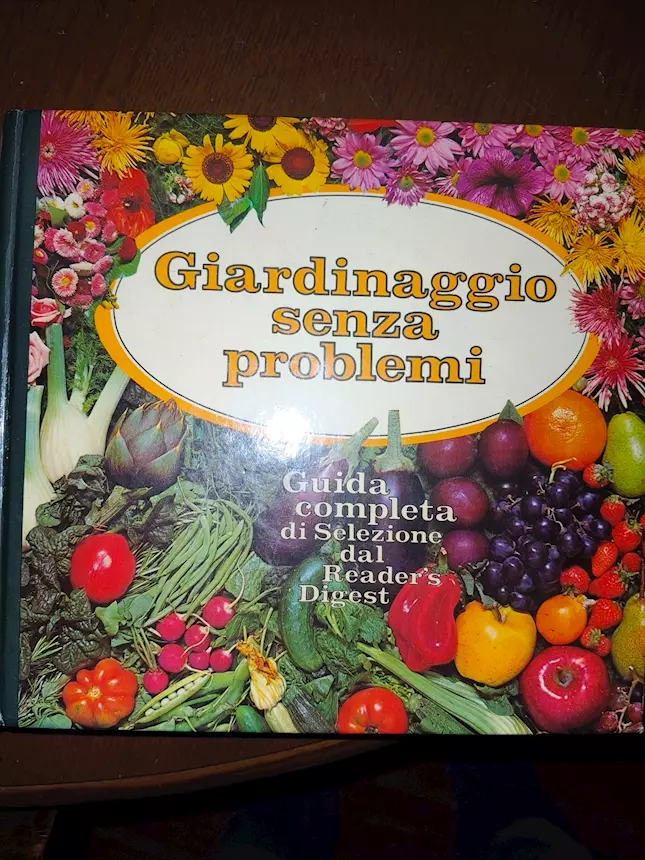 Giardinaggio
senza
problemi
Guida
completa
di Selezione
dal
Reader's
Digest